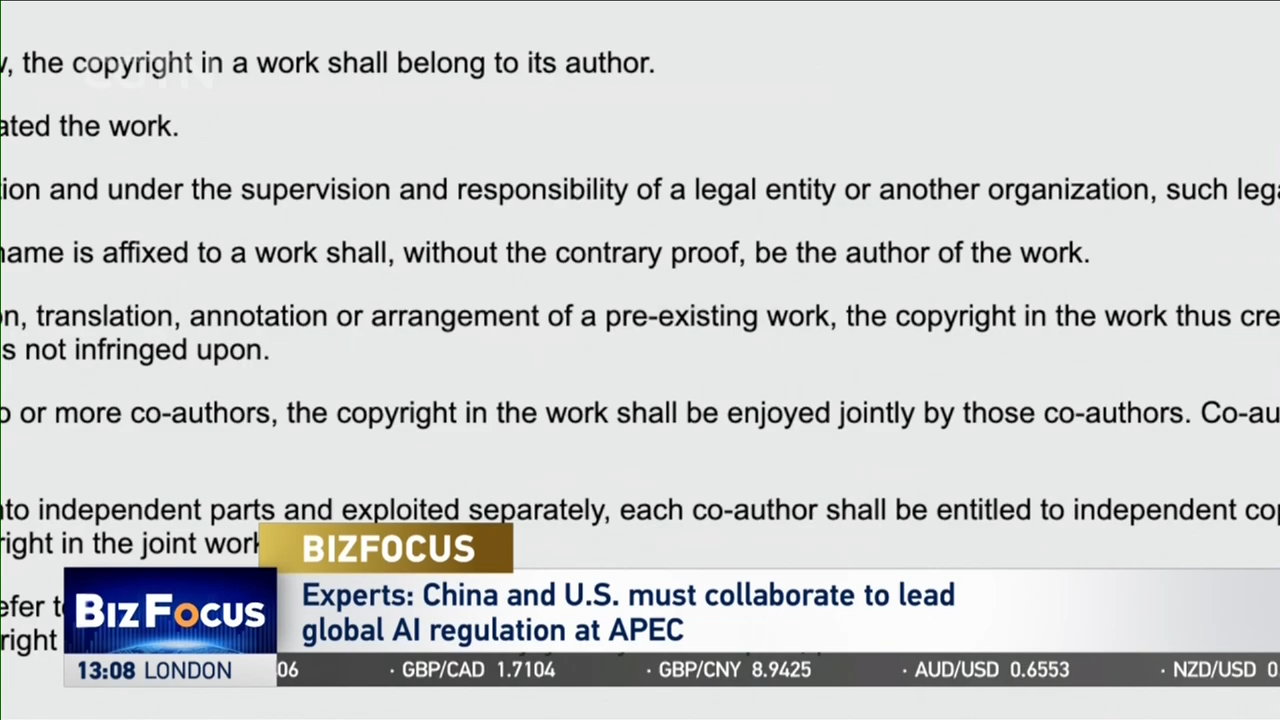 , the copyright in a work shall belong to its author.
CGTN
ated the work.
ion and under the supervision and responsibility of a legal entity or another organization, such lega
name is affixed to a work shall, without the contrary proof, be the author of the work.
n, translation, annotation or arrangement of a pre-existing work, the copyright in the work thus cre
s not infringed upon.
o or more co-authors, the copyright in the work shall be enjoyed jointly by those co-authors. Co-au
nto independent parts and exploited separately, each co-author shall be entitled to independent cop
right in the joint work
BIZFOCUS
efer t
right
BIZ FOCUS
Experts: China and U.S. must collaborate to lead
global AI regulation at APEC
13:08 LONDON
06 · GBP/CAD 1.7104 · GBP/CNY 8.9425 · AUD/USD 0.6553 · NZD/USD 0